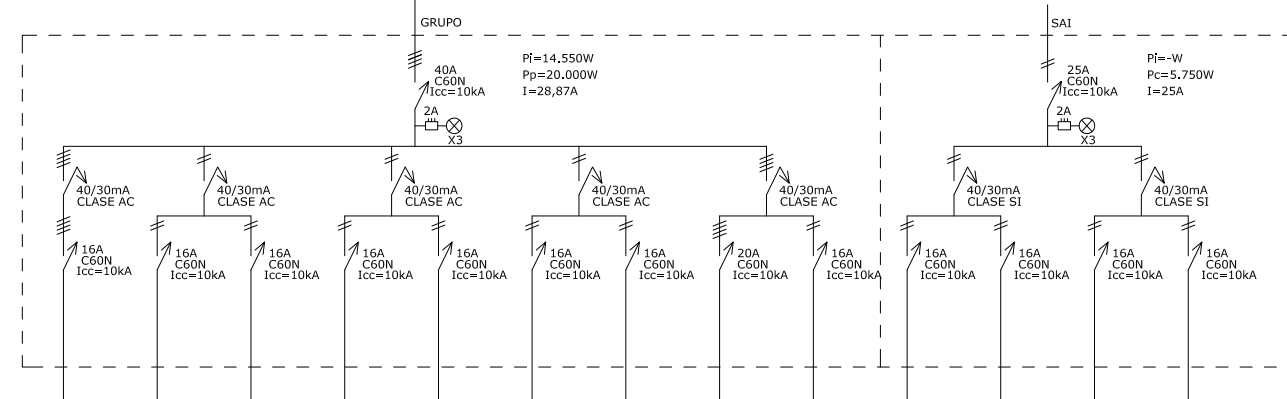 GRUPO
SAI
Pi=14.550W
Pp=20.000W
I=28,87A
40A
C60N
Icc=10kA
2A
X3
Pi=-W
Pc=5.750W
I=25A
25A
C60N
Icc=10kA
2A
X3
40/30mA
CLASE AC
40/30mA
CLASE AC
40/30mA
CLASE AC
40/30mA
CLASE AC
40/30mA
CLASE AC
40/30mA
CLASE SI
40/30mA
CLASE SI
16A
C60N
Icc=10kA
16A
C60N
Icc=10kA
16A
C60N
Icc=10kA
16A
C60N
Icc=10kA
16A
C60N
Icc=10kA
16A
C60N
Icc=10kA
16A
C60N
Icc=10kA
20A
C60N
Icc=10kA
16A
C60N
Icc=10kA
16A
C60N
Icc=10kA
16A
C60N
Icc=10kA
16A
C60N
Icc=10kA
16A
C60N
Icc=10kA